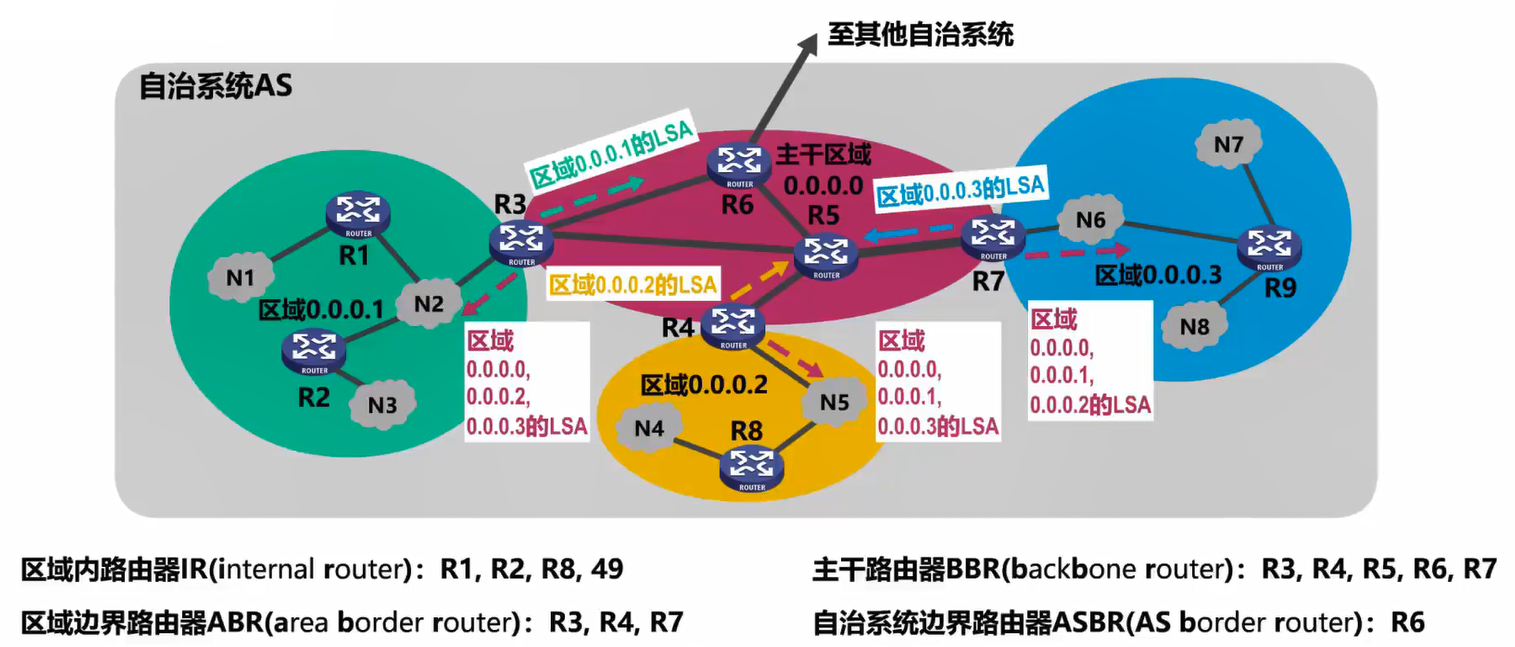 至其他自治系统
自治系统AS
区域0.0.0.1的LSA
ROUTER
R6
主干区域
0.0.0.0
区域0.0.0.3的LSA
N7
R3
ROUTER
ROUTER
R1
R5
ROUTER
N6
ROUTER
R7
ROUTER
R9
区域0.0.0.3
N1
区域0.0.0.1
N2
区域0.0.0.2的LSA
R4
ROUTER
N8
ROUTER
R2
N3
区域
0.0.0.0,
0.0.0.2,
0.0.0.3的LSA
区域0.0.0.2
N5
N4
R8
ROUTER
区域
0.0.0.0,
0.0.0.1,
0.0.0.3的LSA
区域
0.0.0.0,
0.0.0.1,
0.0.0.2的LSA
区域内路由器IR(internal router)：R1, R2, R8, 49
主干路由器BBR(backbone router)：R3, R4, R5, R6, R7
区域边界路由器ABR(area border router)：R3, R4, R7
自治系统边界路由器ASBR(AS border router)：R6